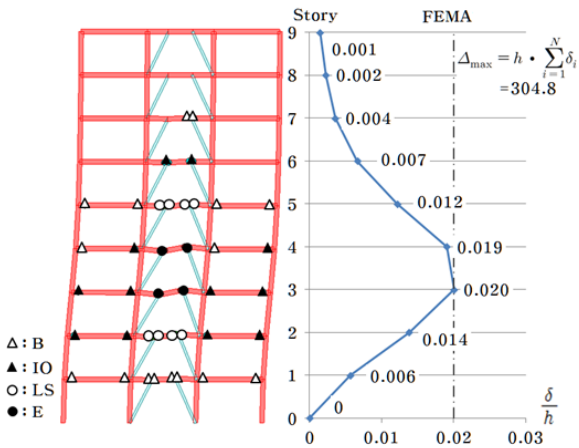 Story
FEMA
9
8
7
6
5
4
3
2
1
0
0.001
0.002
0.004
0.007
0.012
0.019
0.020
0.014
0.006
0
Δmax = h • N ∑ i=1 δi
=304.8
△ : B
▲ : IO
○ : LS
● : E
0
0.01
0.02
0.03
δ
h